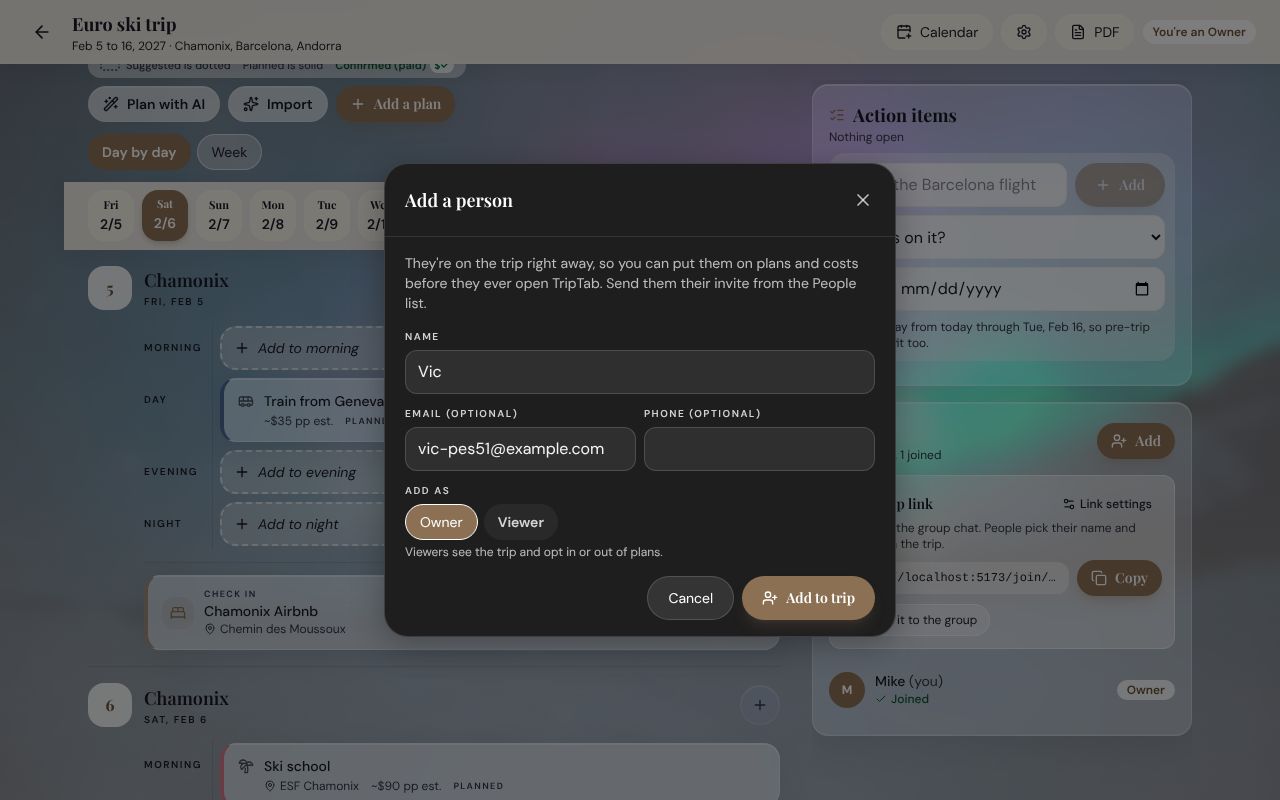 Euro ski trip
Feb 5 to 16, 2027 · Chamonix, Barcelona, Andorra
Calendar
PDF
You're an Owner
Suggested is dotted Planned is solid Confirmed (paid) $✓
Plan with AI
Import
Add a plan
Day by day
Week
Fri Sat Sun Mon Tue
2/5 2/6 2/7 2/8 2/9
5
Chamonix
FRI, FEB 5
MORNING
Add to morning
DAY
Train from Geneva
~$35 pp est.
EVENING
Add to evening
NIGHT
Add to night
CHECK IN
Chamonix Airbnb
Chemin des Moussoux
6
Chamonix
SAT, FEB 6
MORNING
Ski school
ESF Chamonix ~$90 pp est. PLANNED
Add a person
They're on the trip right away, so you can put them on plans and costs
before they ever open TripTab. Send them their invite from the People
list.
NAME
Vic
EMAIL (OPTIONAL)
PHONE (OPTIONAL)
vic-pes51@example.com
ADD AS
Owner
Viewer
Viewers see the trip and opt in or out of plans.
Cancel
Add to trip
Action items
Nothing open
the Barcelona flight
Add
on it?
mm/dd/yyyy
from today through Tue, Feb 16, so pre-trip
too.
Add
1 joined
link
Link settings
the group chat. People pick their name and
the trip.
/localhost:5173/join/…
Copy
it to the group
M
Mike (you)
Joined
Owner